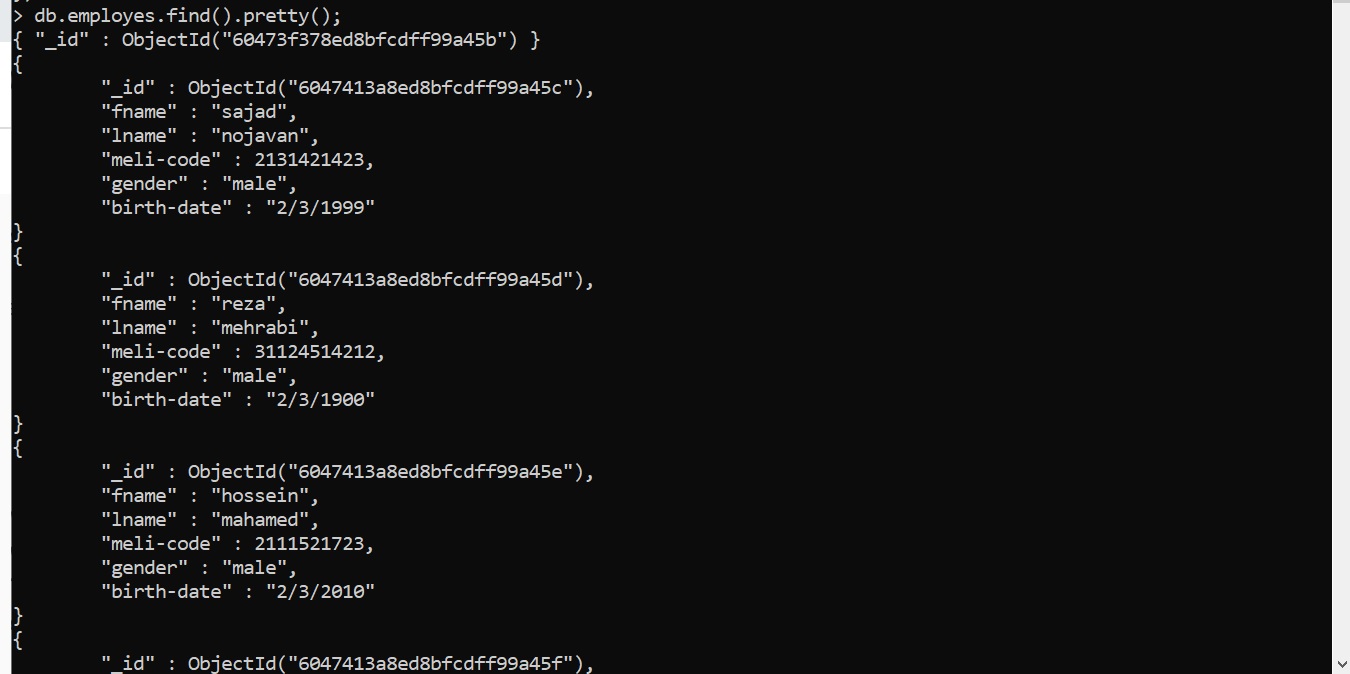 > db.employes.find().pretty();
{ "_id" : ObjectId("60473f378ed8bfcdff99a45b") }
{
        "_id" : ObjectId("6047413a8ed8bfcdff99a45c"),
        "fname" : "sajad",
        "lname" : "nojavan",
        "meli-code" : 2131421423,
        "gender" : "male",
        "birth-date" : "2/3/1999"
}
{
        "_id" : ObjectId("6047413a8ed8bfcdff99a45d"),
        "fname" : "reza",
        "lname" : "mehrabi",
        "meli-code" : 31124514212,
        "gender" : "male",
        "birth-date" : "2/3/1900"
}
{
        "_id" : ObjectId("6047413a8ed8bfcdff99a45e"),
        "fname" : "hossein",
        "lname" : "mahamed",
        "meli-code" : 2111521723,
        "gender" : "male",
        "birth-date" : "2/3/2010"
}
{
        "_id" : ObjectId("6047413a8ed8bfcdff99a45f"),